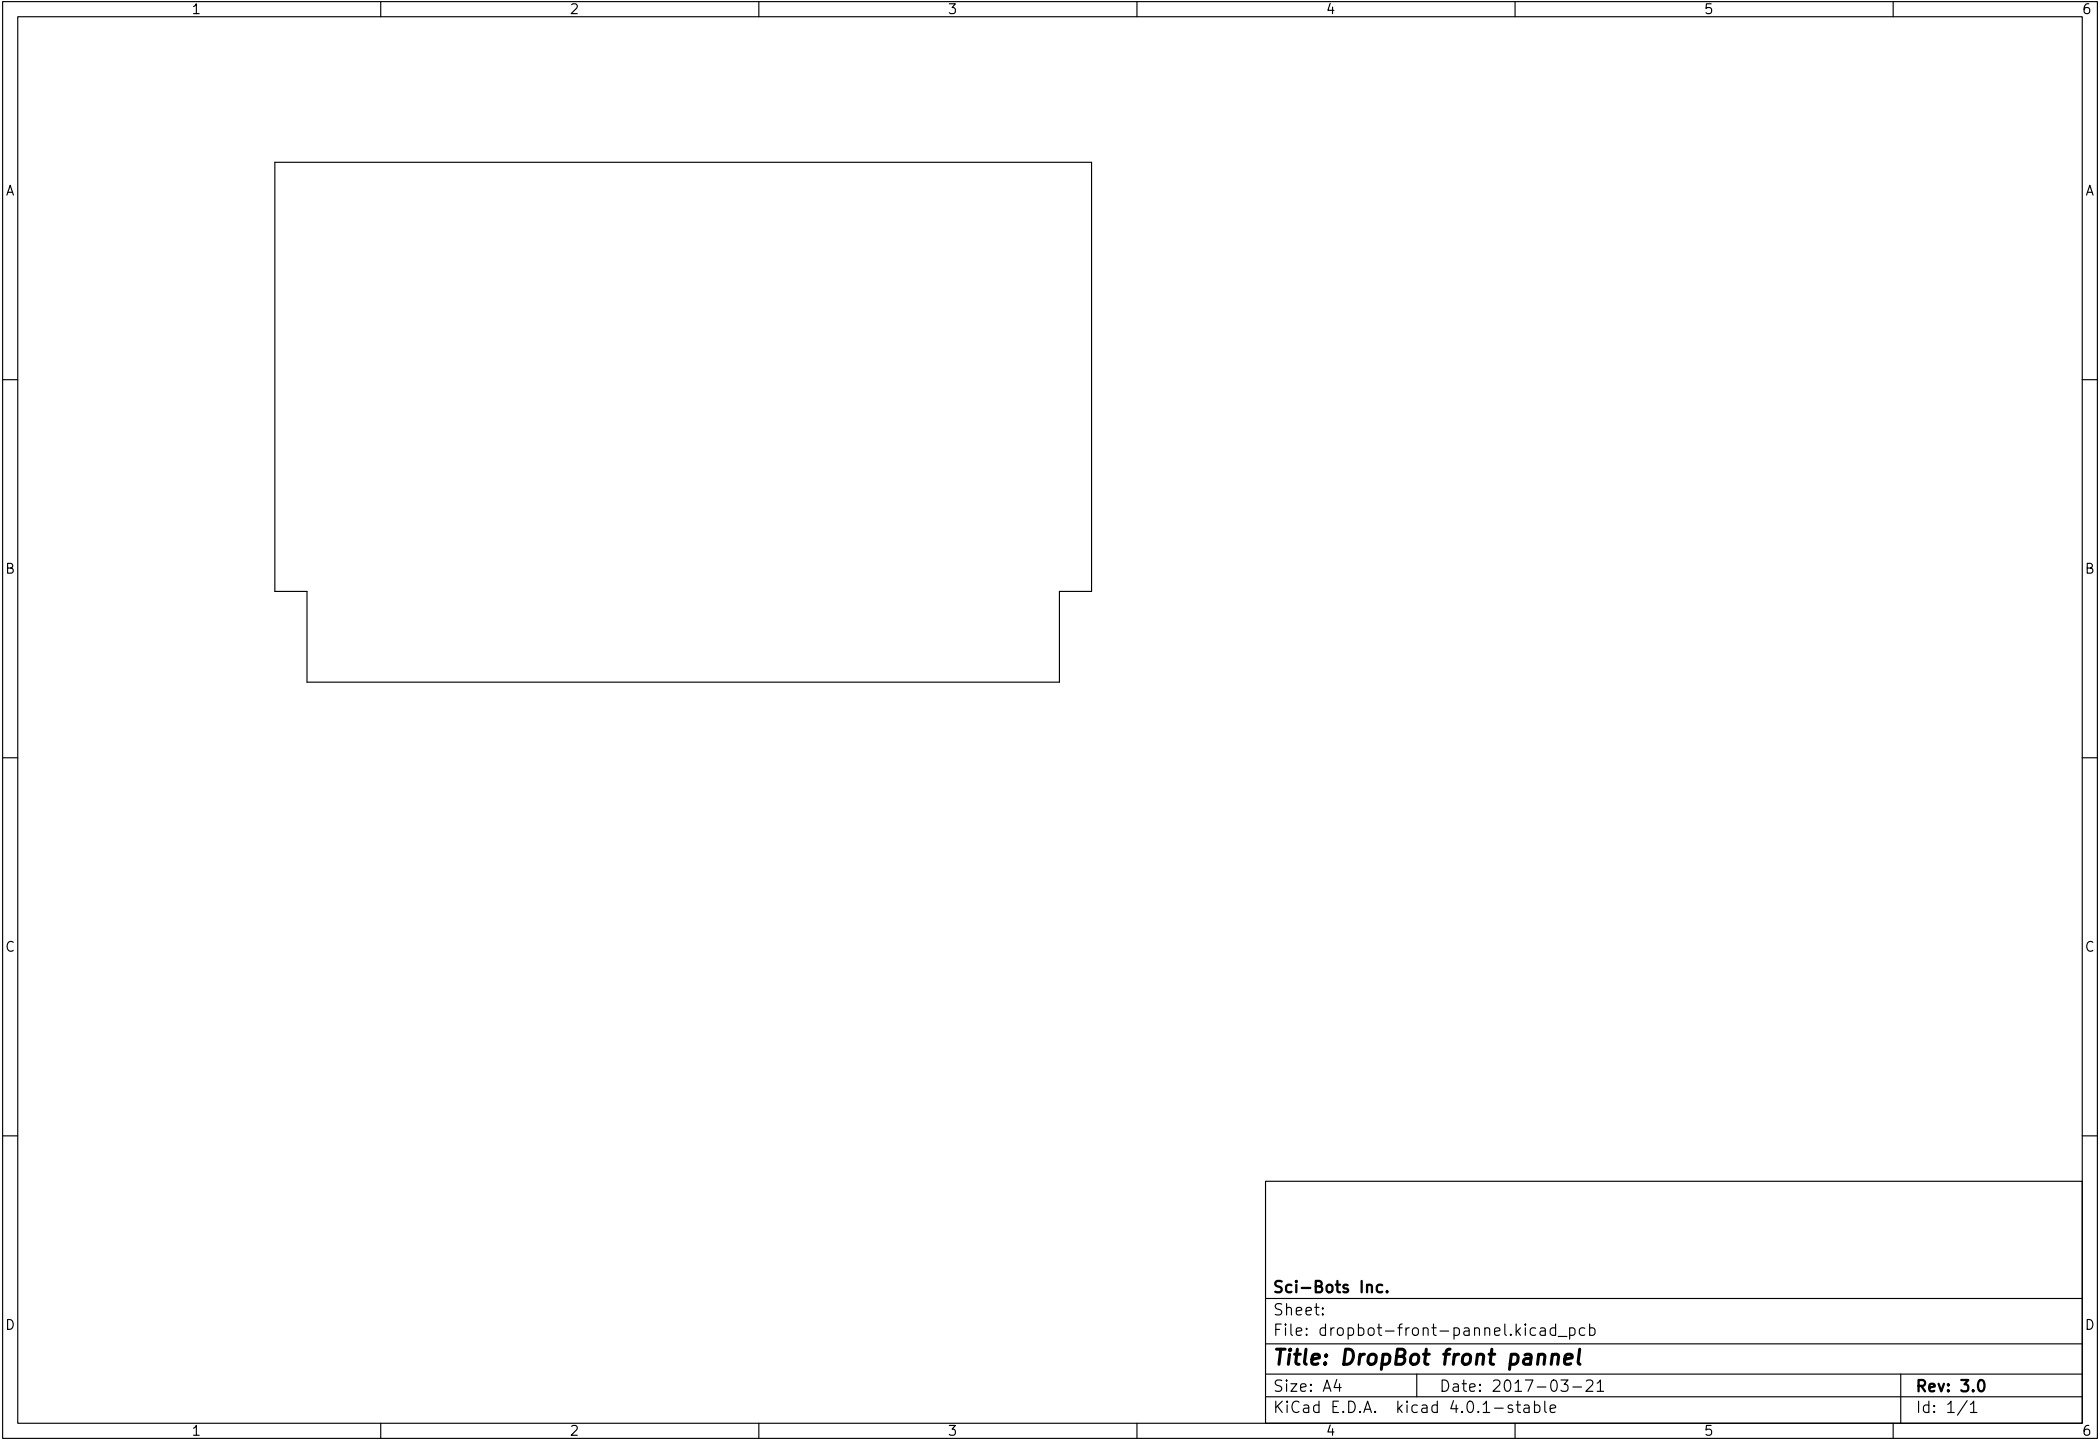 1 2 3 4 5 6
A A
B B
C C
Sci-Bots Inc.
Sheet:
D D
File: dropbot-front-pannel.kicad_pcb
Title: DropBot front pannel
Size: A4 Date: 2017-03-21 Rev: 3.0
KiCad E.D.A. kicad 4.0.1-stable Id: 1/1
1 2 3 4 5 6